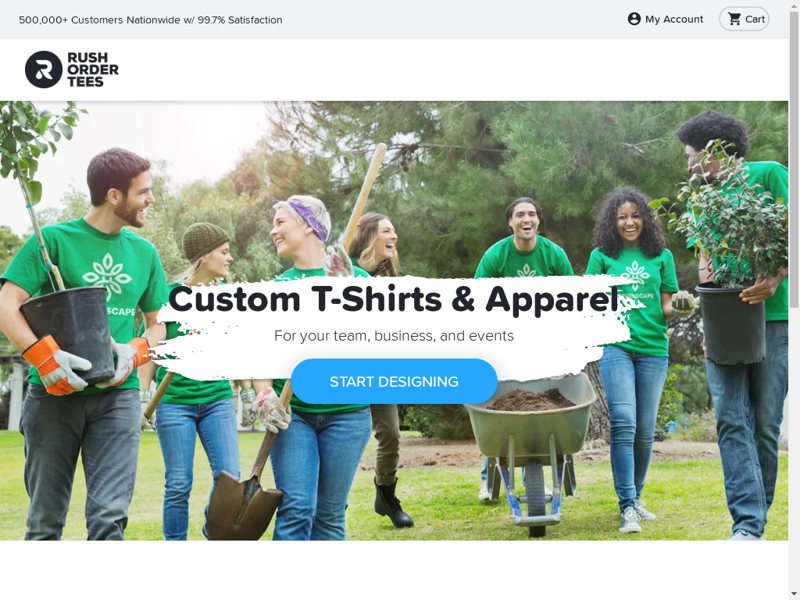 500,000+ Customers Nationwide w/ 99.7% Satisfaction
My Account
Cart
RUSH
ORDER
TEES
Custom T-Shirts & Apparel
For your team, business, and events
START DESIGNING